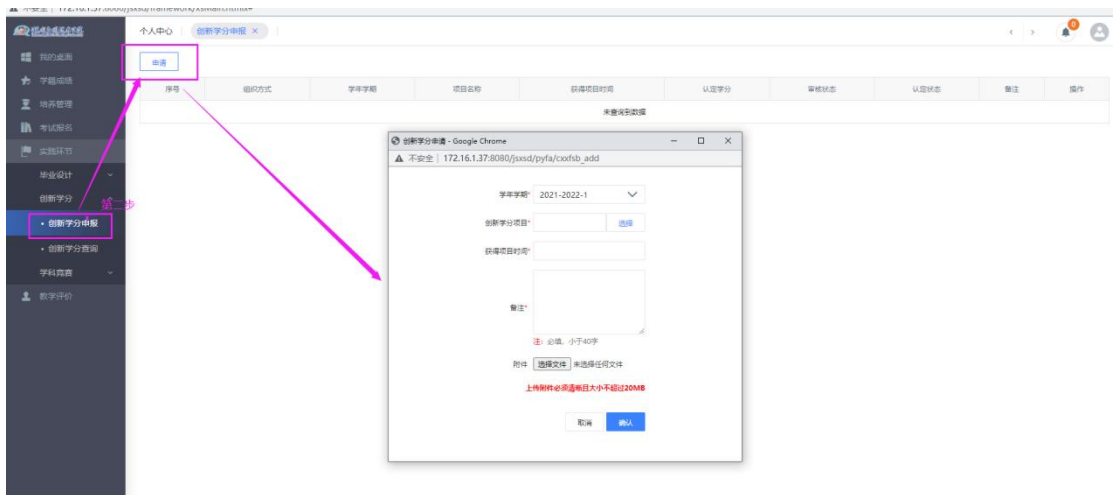 个人中心
创新学分申报 ×
0
我的桌面
申请
学籍成绩
序号 组织方式 学年学期 项目名称 获得项目时间 认定学分 审核状态 认定状态 备注 操作
培养管理
未查询到数据
考试报名
实践环节
毕业设计
创新学分
第二步
• 创新学分申报
• 创新学分查询
学科竞赛
教学评价
创新学分申请 - Google Chrome
不安全 | 172.16.1.37:8080/jsxsd/pyfa/cxxfsb_add
学年学期* 2021-2022-1
创新学分项目* 选择
获得项目时间*
备注*
注：必填，小于40字
附件 选择文件 未选择任何文件
上传附件必须清晰且大小不超过20MB
取消 确认